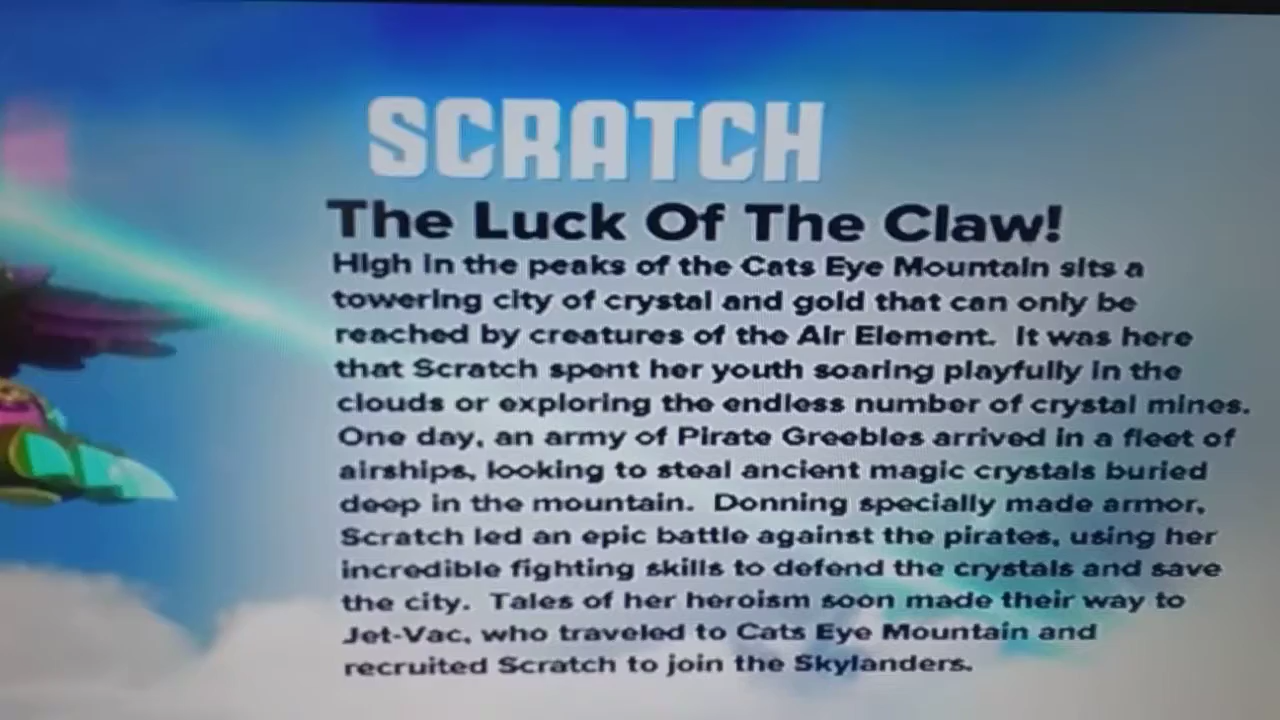 SCRATCH
The Luck Of The Claw!
High in the peaks of the Cats Eye Mountain sits a
towering city of crystal and gold that can only be
reached by creatures of the Air Element. It was here
that Scratch spent her youth soaring playfully in the
clouds or exploring the endless number of crystal mines.
One day, an army of Pirate Greebles arrived in a fleet of
airships, looking to steal ancient magic crystals buried
deep in the mountain. Donning specially made armor,
Scratch led an epic battle against the pirates, using her
incredible fighting skills to defend the crystals and save
the city. Tales of her heroism soon made their way to
Jet-Vac, who traveled to Cats Eye Mountain and
recruited Scratch to join the Skylanders.